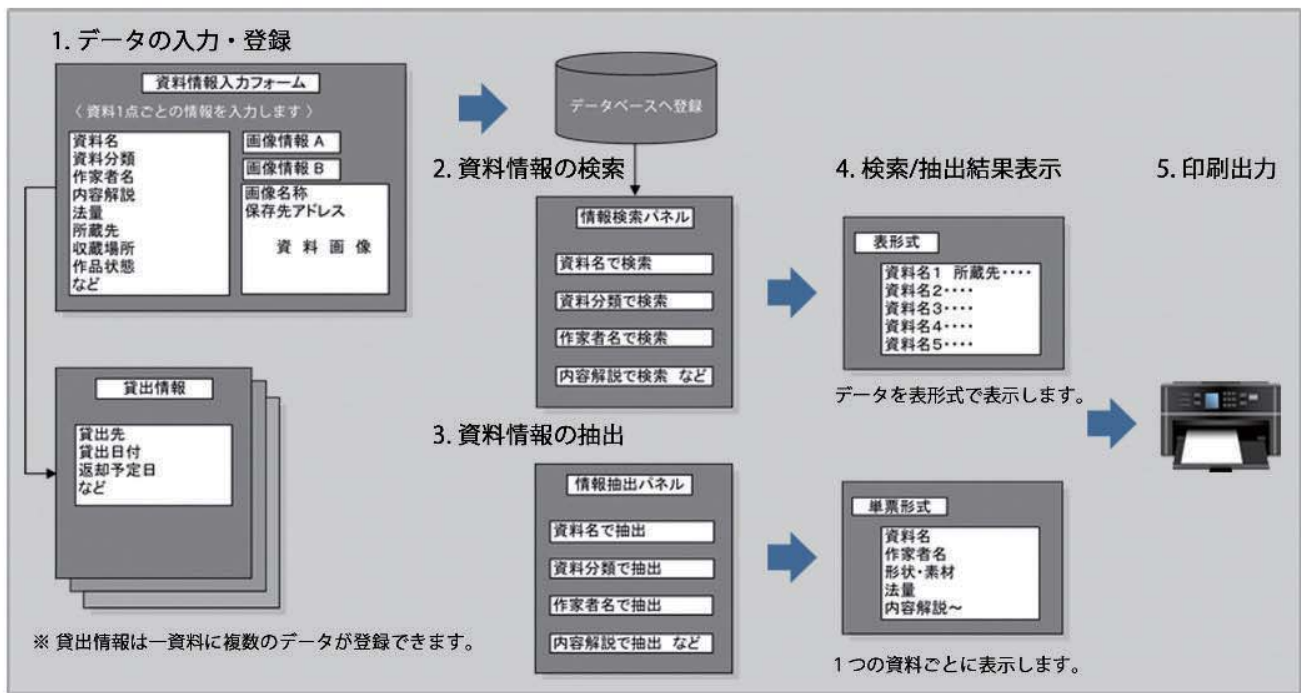 1. データの入力・登録
資料情報入力フォーム
〈 資料1点ごとの情報を入力します 〉
資料名
資料分類
作家者名
内容解説
法量
所蔵先
収蔵場所
作品状態
など
画像情報 A
画像情報 B
画像名称
保存先アドレス
資 料 画 像
貸出情報
貸出先
貸出日付
返却予定日
など
※ 貸出情報は一資料に複数のデータが登録できます。
データベースへ登録
2. 資料情報の検索
情報検索パネル
資料名で検索
資料分類で検索
作家者名で検索
内容解説で検索 など
3. 資料情報の抽出
情報抽出パネル
資料名で抽出
資料分類で抽出
作家者名で抽出
内容解説で抽出 など
4. 検索/抽出結果表示
表形式
資料名1 所蔵先・・・・
資料名2・・・・
資料名3・・・・
資料名4・・・・
資料名5・・・・
データを表形式で表示します。
単票形式
資料名
作家者名
形状・素材
法量
内容解説～
1つの資料ごとに表示します。
5. 印刷出力